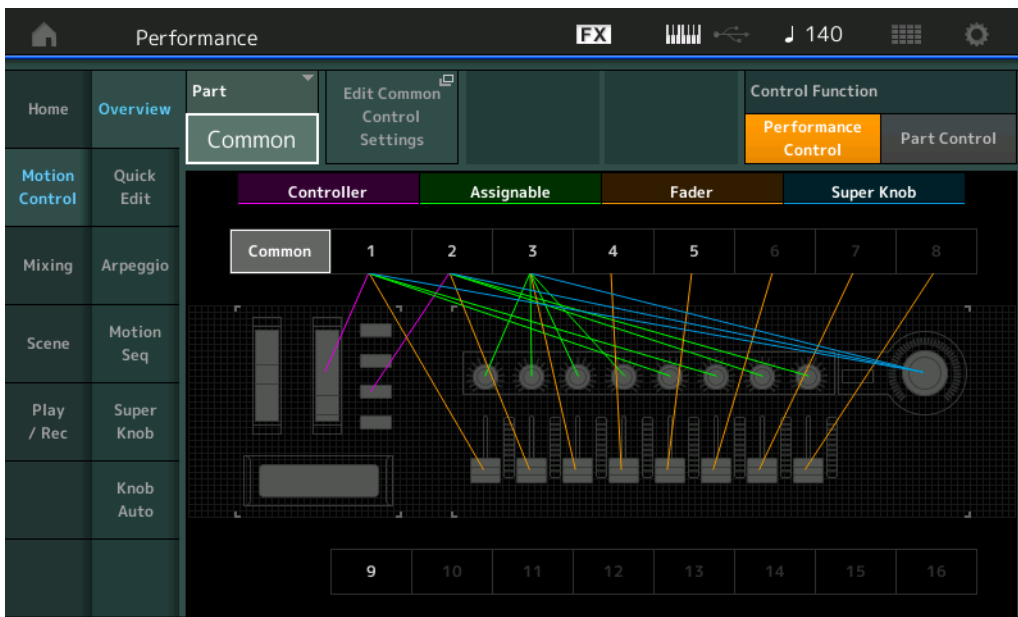 Performance
FX
♩ 140
Home
Overview
Part
Common
Edit Common
Control
Settings
Control Function
Performance
Control
Part Control
Motion
Control
Quick
Edit
Controller
Assignable
Fader
Super Knob
Mixing
Arpeggio
Common
1
2
3
4
5
6
7
8
Scene
Motion
Seq
Play
/ Rec
Super
Knob
Knob
Auto
9
10
11
12
13
14
15
16